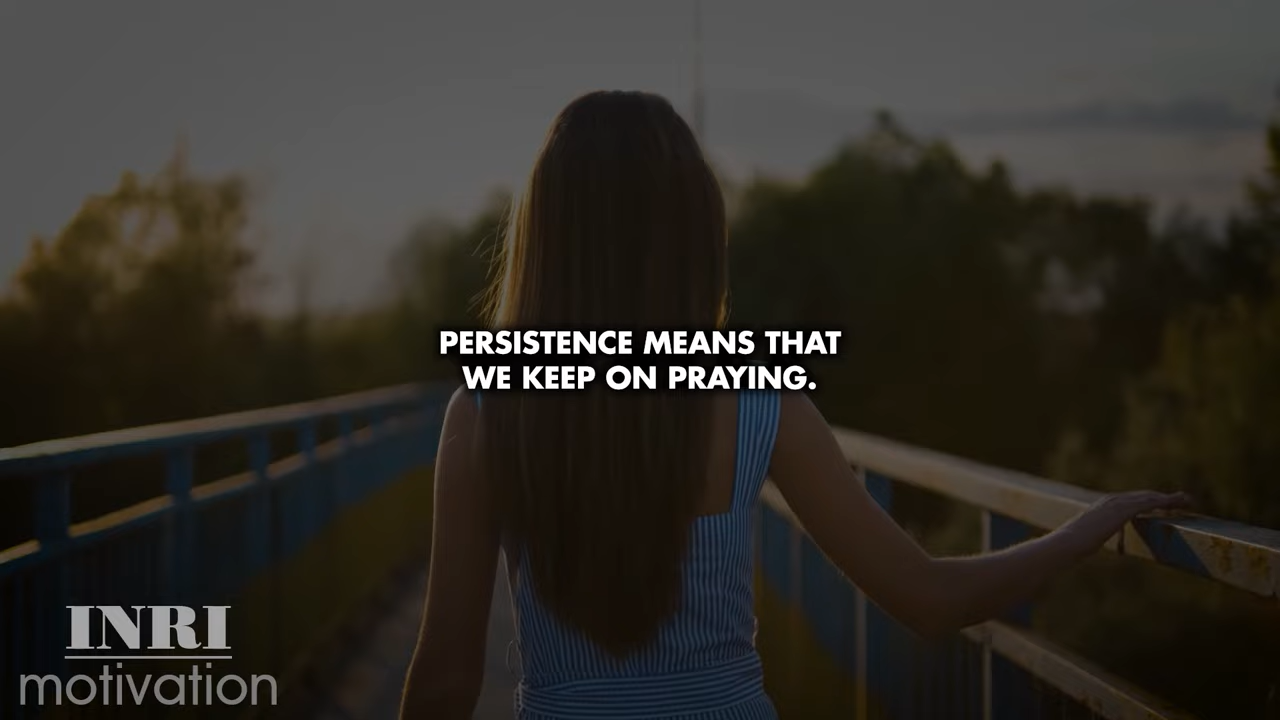 PERSISTENCE MEANS THAT
WE KEEP ON PRAYING.
INRI
motivation